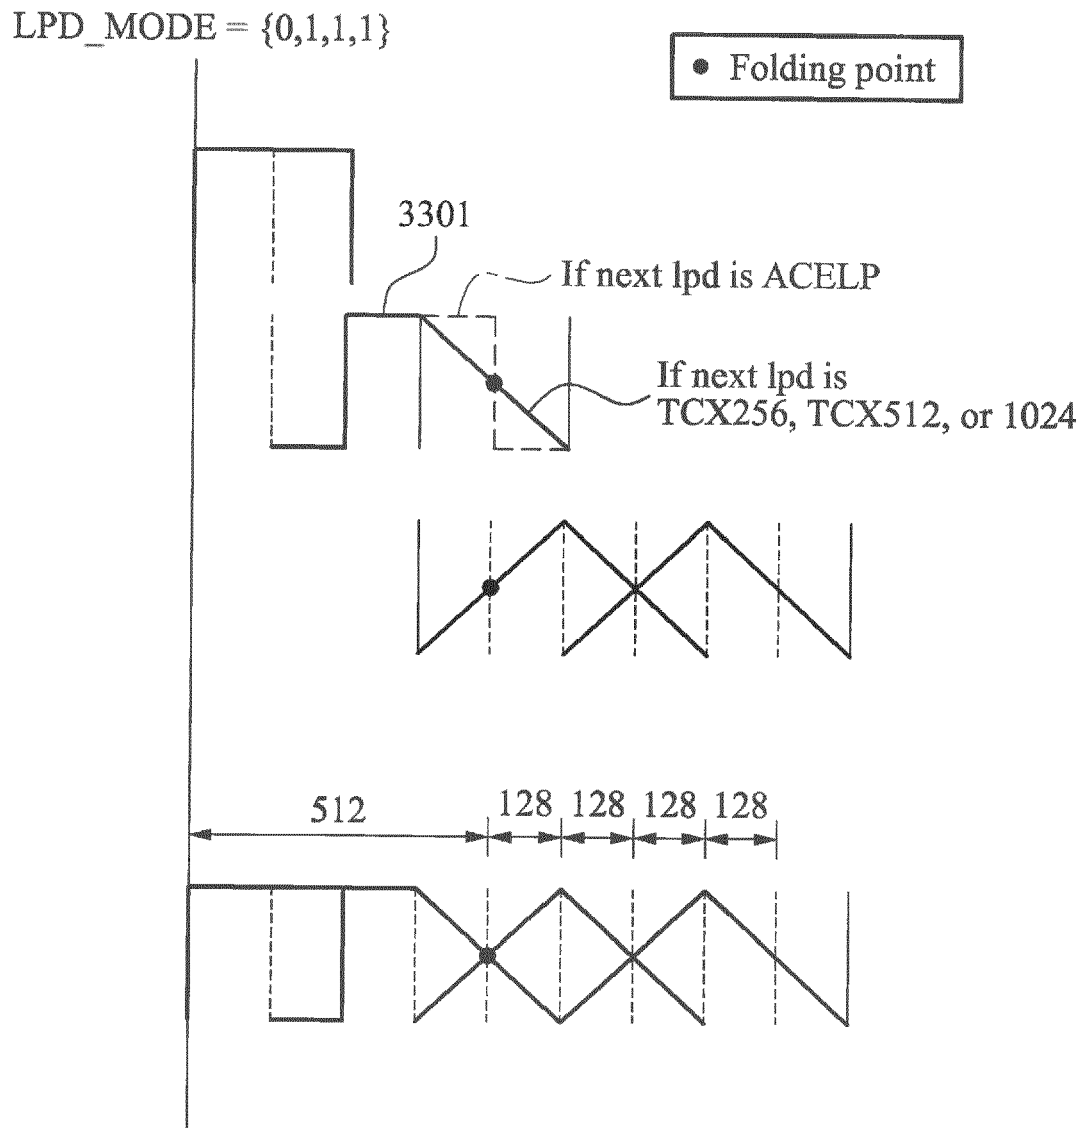 LPD_MODE = {0,1,1,1}
Folding point
3301
If next lpd is ACELP
If next lpd is
TCX256, TCX512, or 1024
512
128
128
128
128